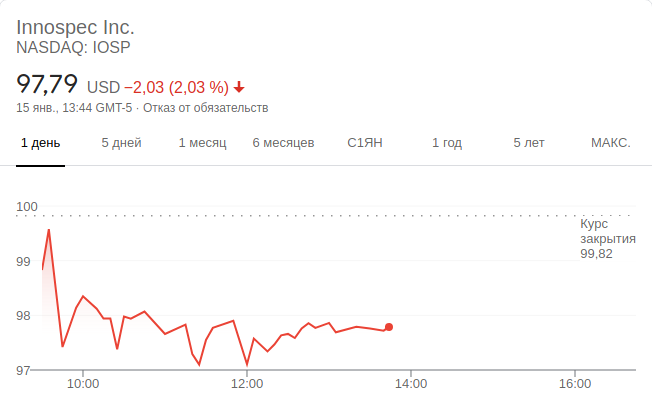 Innospec Inc.
NASDAQ: IOSP
97,79 USD −2,03 (2,03 %)
15 янв., 13:44 GMT-5 · Отказ от обязательств
1 день 5 дней 1 месяц 6 месяцев С1ЯН 1 год 5 лет МАКС.
100
Курс
закрытия
99,82
99
98
97
10:00 12:00 14:00 16:00